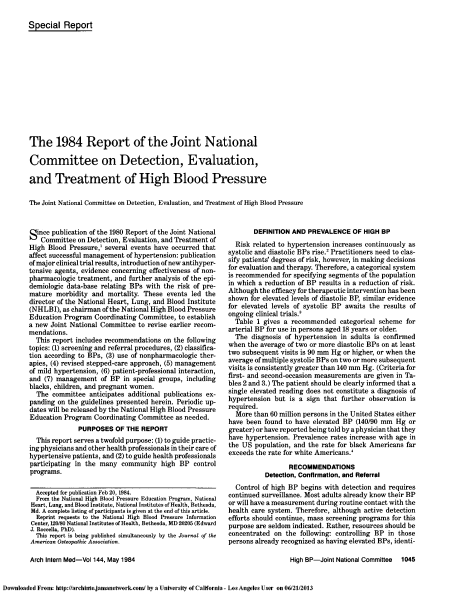 Special Report
The 1984 Report of the Joint National
Committee on Detection, Evaluation,
and Treatment of High Blood Pressure
The Joint National Committee on Detection, Evaluation, and Treatment of High Blood Pressure
Since publication of the 1980 Report of the Joint National
Committee on Detection, Evaluation, and Treatment of
High Blood Pressure,¹ several events have occurred that
affect successful management of hypertension: publication
of major clinical trial results, introduction of new antihyper-
tensive agents, evidence concerning effectiveness of non-
pharmacologic treatment, and further analysis of the epi-
demiologic data-base relating BPs with the risk of pre-
mature morbidity and mortality. These events led the
director of the National Heart, Lung, and Blood Institute
(NHLBI), as chairman of the National High Blood Pressure
Education Program Coordinating Committee, to establish
a new Joint National Committee to revise earlier recom-
mendations.
This report includes recommendations on the following
topics: (1) screening and referral procedures, (2) classifica-
tion according to BPs, (3) use of nonpharmacologic ther-
apies, (4) revised stepped-care approach, (5) management
of mild hypertension, (6) patient-professional interaction,
and (7) management of BP in special groups, including
blacks, children, and pregnant women.
The committee anticipates additional publications ex-
panding on the guidelines presented herein. Periodic up-
dates will be released by the National High Blood Pressure
Education Program Coordinating Committee as needed.
PURPOSES OF THE REPORT
This report serves a twofold purpose: (1) to guide practic-
ing physicians and other health professionals in their care of
hypertensive patients, and (2) to guide health professionals
participating in the many community high BP control
programs.
Accepted for publication Feb 20, 1984.
From the National High Blood Pressure Education Program, National
Heart, Lung, and Blood Institute, National Institutes of Health, Bethesda,
Md. A complete listing of participants is given at the end of this article.
Reprint requests to the National High Blood Pressure Information
Center, 120/80 National Institutes of Health, Bethesda, MD 20205 (Edward
J. Roccella, PhD).
This report is being published simultaneously by the Journal of the
American Osteopathic Association.
DEFINITION AND PREVALENCE OF HIGH BP
Risk related to hypertension increases continuously as
systolic and diastolic BPs rise.² Practitioners need to clas-
sify patients' degrees of risk, however, in making decisions
for evaluation and therapy. Therefore, a categorical system
is recommended for specifying segments of the population
in which a reduction of BP results in a reduction of risk.
Although the efficacy for therapeutic intervention has been
shown for elevated levels of diastolic BP, similar evidence
for elevated levels of systolic BP awaits the results of
ongoing clinical trials.³
Table 1 gives a recommended categorical scheme for
arterial BP for use in persons aged 18 years or older.
The diagnosis of hypertension in adults is confirmed
when the average of two or more diastolic BPs on at least
two subsequent visits is 90 mm Hg or higher, or when the
average of multiple systolic BPs on two or more subsequent
visits is consistently greater than 140 mm Hg. (Criteria for
first- and second-occasion measurements are given in Ta-
bles 2 and 3.) The patient should be clearly informed that a
single elevated reading does not constitute a diagnosis of
hypertension but is a sign that further observation is
required.
More than 60 million persons in the United States either
have been found to have elevated BP (140/90 mm Hg or
greater) or have reported being told by a physician that they
have hypertension. Prevalence rates increase with age in
the US population, and the rate for black Americans far
exceeds the rate for white Americans.⁴
RECOMMENDATIONS
Detection, Confirmation, and Referral
Control of high BP begins with detection and requires
continued surveillance. Most adults already know their BP
or will have a measurement during routine contact with the
health care system. Therefore, although active detection
efforts should continue, mass screening programs for this
purpose are seldom indicated. Rather, resources should be
concentrated on the following: controlling BP in those
persons already recognized as having elevated BPs, identi-
Arch Intern Med—Vol 144, May 1984
High BP—Joint National Committee 1045
Downloaded From: http://archinte.jamanetwork.com/ by a University of California - Los Angeles User on 06/21/2013